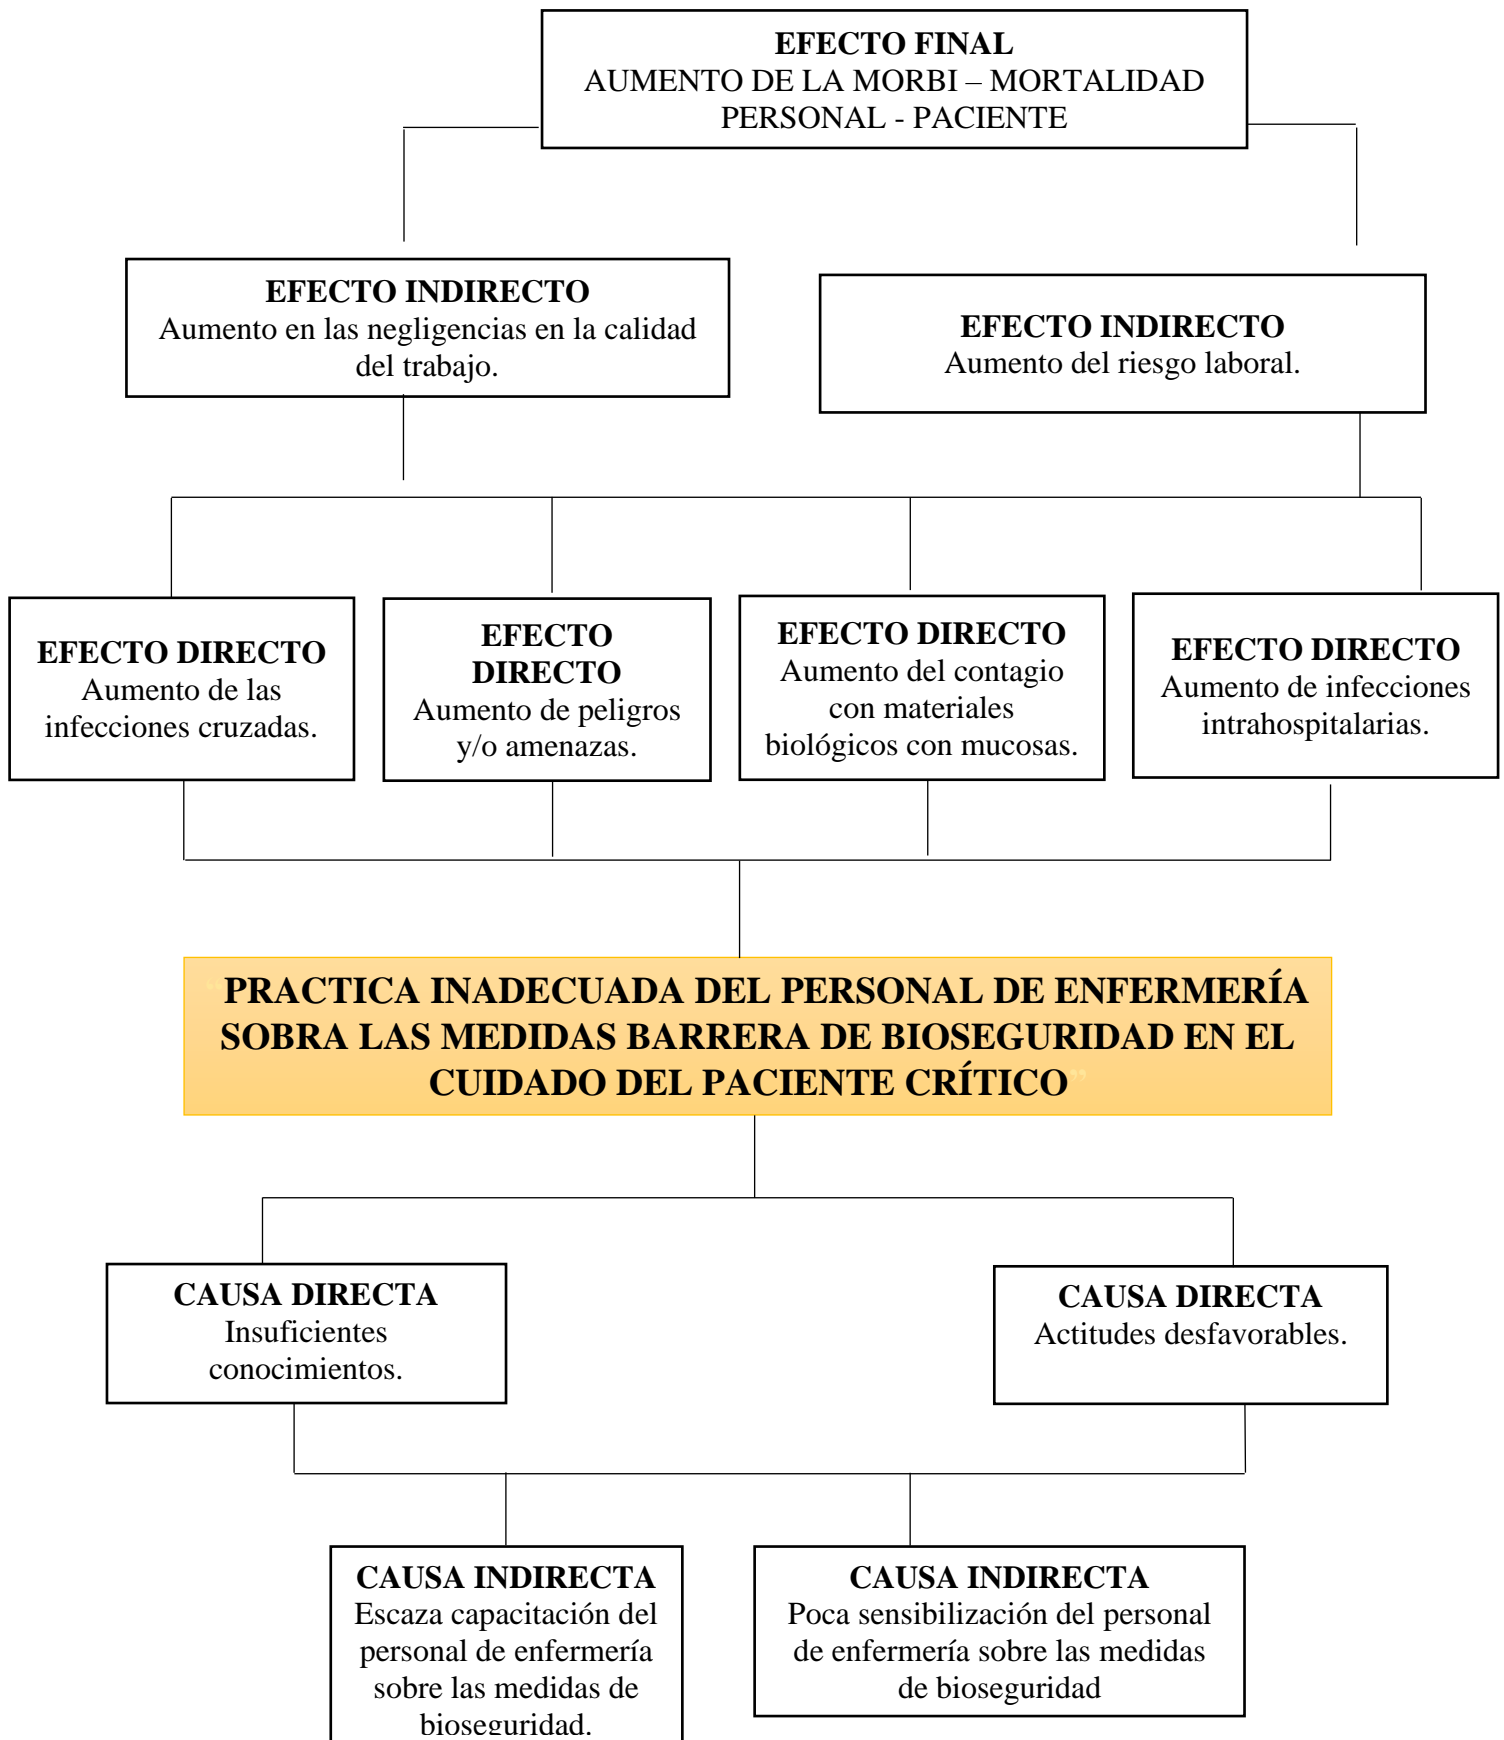 EFECTO FINAL
AUMENTO DE LA MORBI – MORTALIDAD
PERSONAL - PACIENTE
EFECTO INDIRECTO
Aumento en las negligencias en la calidad
del trabajo.
EFECTO INDIRECTO
Aumento del riesgo laboral.
EFECTO DIRECTO
Aumento de las
infecciones cruzadas.
EFECTO
DIRECTO
Aumento de peligros
y/o amenazas.
EFECTO DIRECTO
Aumento del contagio
con materiales
biológicos con mucosas.
EFECTO DIRECTO
Aumento de infecciones
intrahospitalarias.
“PRACTICA INADECUADA DEL PERSONAL DE ENFERMERÍA
SOBRA LAS MEDIDAS BARRERA DE BIOSEGURIDAD EN EL
CUIDADO DEL PACIENTE CRÍTICO”
CAUSA DIRECTA
Insuficientes
conocimientos.
CAUSA DIRECTA
Actitudes desfavorables.
CAUSA INDIRECTA
Escaza capacitación del
personal de enfermería
sobre las medidas de
bioseguridad.
CAUSA INDIRECTA
Poca sensibilización del personal
de enfermería sobre las medidas
de bioseguridad